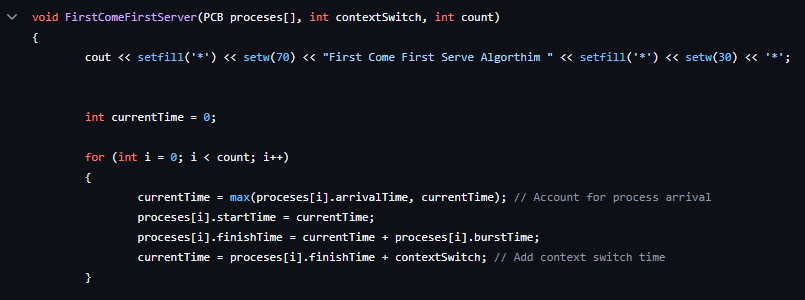 void FirstComeFirstServer(PCB proceses[], int contextSwitch, int count)
{
cout << setfill('*') << setw(70) << "First Come First Serve Algorthim " << setfill('*') << setw(30) << '*';
int currentTime = 0;
for (int i = 0; i < count; i++)
{
currentTime = max(proceses[i].arrivalTime, currentTime); // Account for process arrival
proceses[i].startTime = currentTime;
proceses[i].finishTime = currentTime + proceses[i].burstTime;
currentTime = proceses[i].finishTime + contextSwitch; // Add context switch time
}